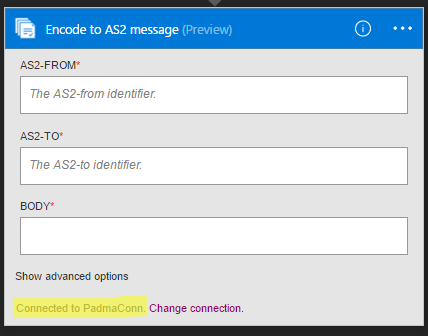 Encode to AS2 message (Preview)
AS2-FROM*
The AS2-from identifier.
AS2-TO*
The AS2-to identifier.
BODY*
Show advanced options
Connected to PadmaConn. Change connection.